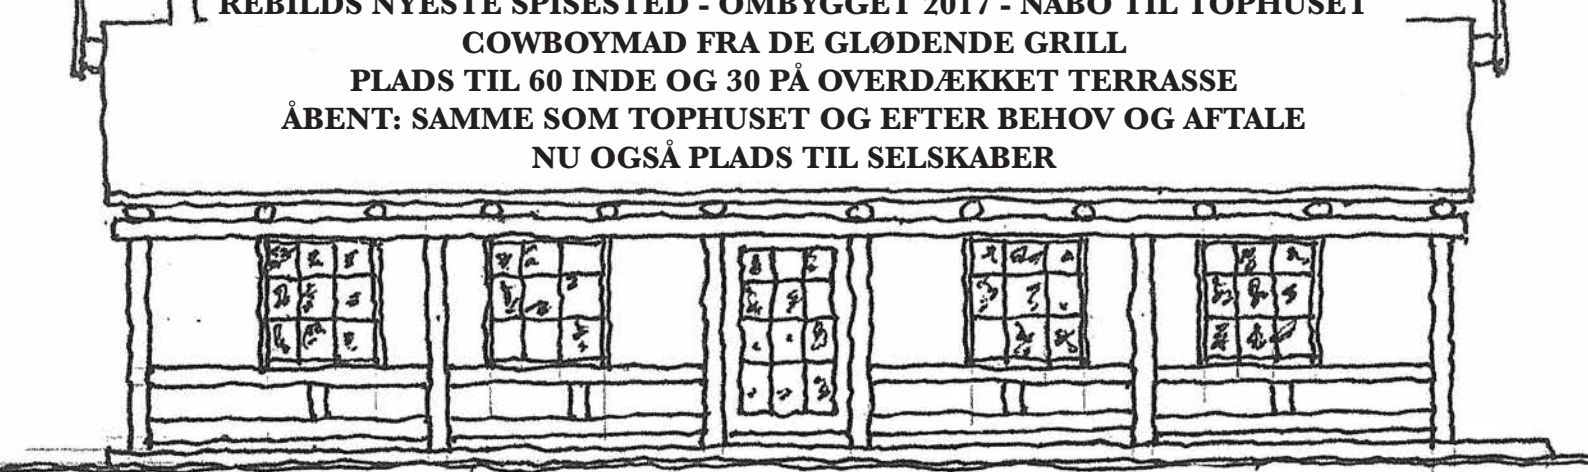 REBILDS NYESTE SPISESTED - OMBYGGET 2017 - NABO TIL TOPHUSET
COWBOYMAD FRA DE GLØDENDE GRILL
PLADS TIL 60 INDE OG 30 PÅ OVERDÆKKET TERRASSE
ÅBENT: SAMME SOM TOPHUSET OG EFTER BEHOV OG AFTALE
NU OGSÅ PLADS TIL SELSKABER